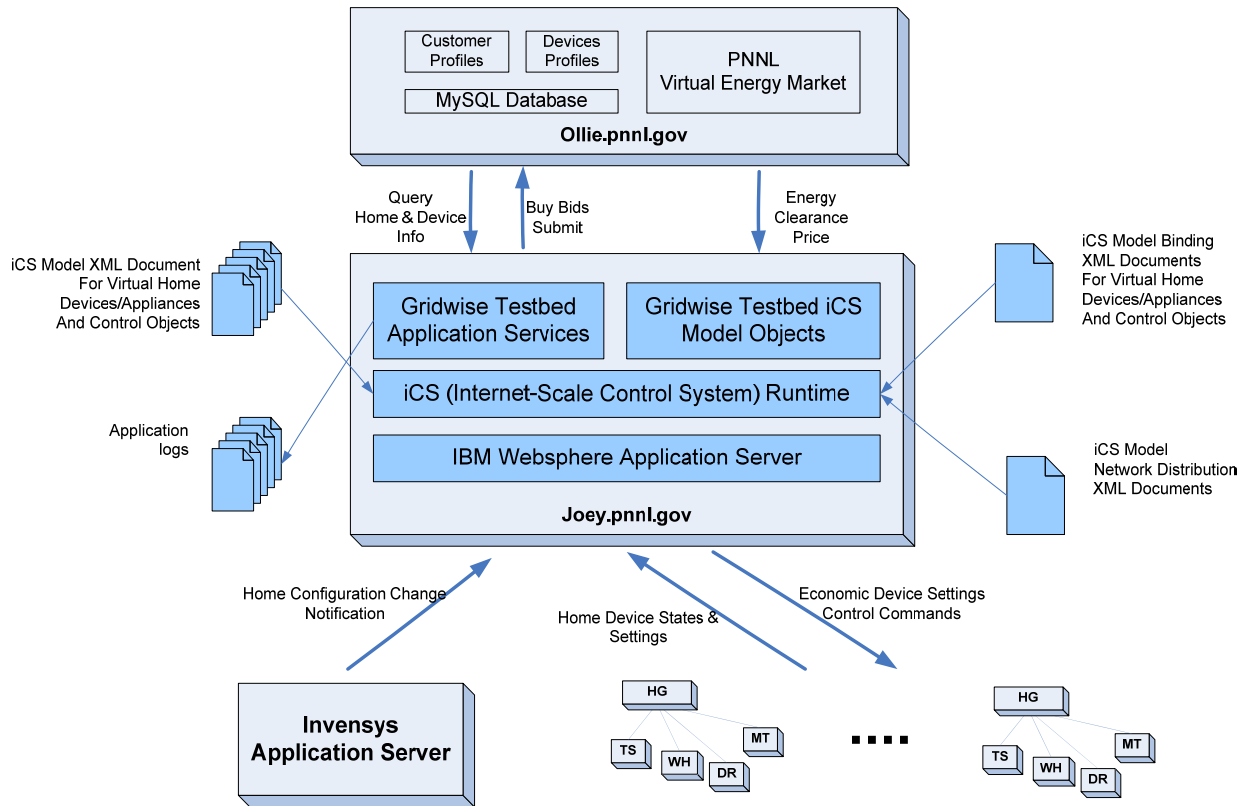 Customer
Profiles
Devices
Profiles
PNNL
Virtual Energy Market
MySQL Database
Ollie.pnnl.gov
Query
Home & Device
Info
Buy Bids
Submit
Energy
Clearance
Price
iCS Model XML Document
For Virtual Home
Devices/Appliances
And Control Objects
iCS Model Binding
XML Documents
For Virtual Home
Devices/Appliances
And Control Objects
Gridwise Testbed
Application Services
Gridwise Testbed iCS
Model Objects
iCS (Internet-Scale Control System) Runtime
Application
logs
IBM Websphere Application Server
iCS Model
Network Distribution
XML Documents
Joey.pnnl.gov
Home Configuration Change
Notification
Home Device States &
Settings
Economic Device Settings
Control Commands
Invensys
Application Server
HG
TS
WH
DR
MT
HG
TS
WH
DR
MT